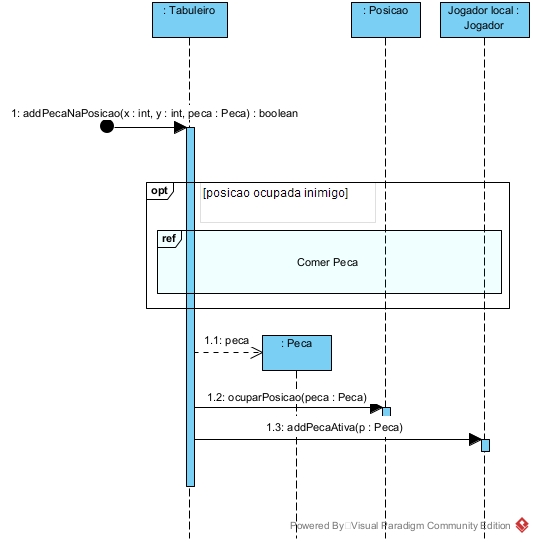 : Tabuleiro
: Posicao
Jogador local :
Jogador
1: addPecaNaPosicao(x : int, y : int, peca : Peca) : boolean
opt
[posicao ocupada inimigo]
ref
Comer Peca
1.1: peca
: Peca
1.2: ocuparPosicao(peca : Peca)
1.3: addPecaAtiva(p : Peca)
Powered By Visual Paradigm Community Edition